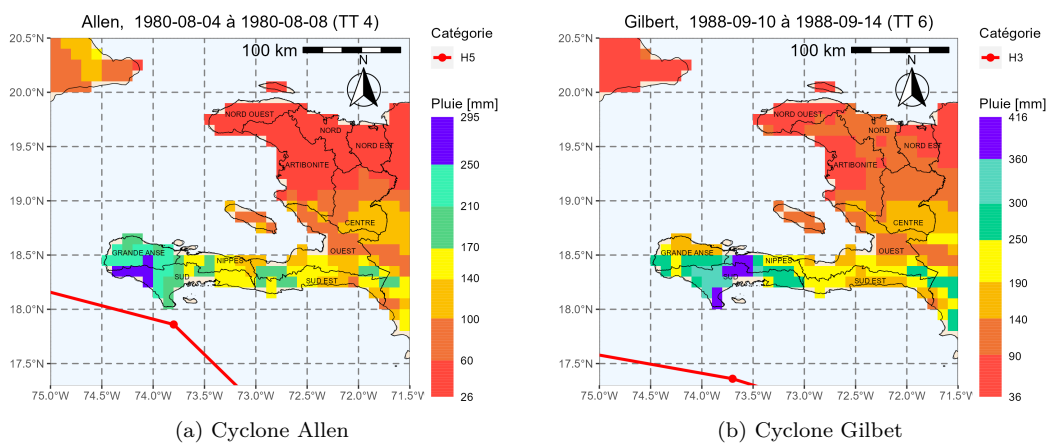 Allen, 1980-08-04 à 1980-08-08 (TT 4)
20.5°N
20.0°N
19.5°N
19.0°N
18.5°N
18.0°N
17.5°N
100 km
N
NORD OUEST
NORD
NORD EST
ARTIBONITE
CENTRE
OUEST
GRANDE ANSE
NIPPES
SUD
SUD EST
75.0°W
74.5°W
74.0°W
73.5°W
73.0°W
72.5°W
72.0°W
71.5°W
Catégorie
H5
Pluie [mm]
295
250
210
170
140
100
60
26
(a) Cyclone Allen
Gilbert, 1988-09-10 à 1988-09-14 (TT 6)
20.5°N
20.0°N
19.5°N
19.0°N
18.5°N
18.0°N
17.5°N
100 km
N
NORD OUEST
NORD
NORD EST
ARTIBONITE
CENTRE
OUEST
GRANDE ANSE
NIPPES
SUD
SUD EST
75.0°W
74.5°W
74.0°W
73.5°W
73.0°W
72.5°W
72.0°W
71.5°W
Catégorie
H3
Pluie [mm]
416
360
300
250
190
140
90
36
(b) Cyclone Gilbet